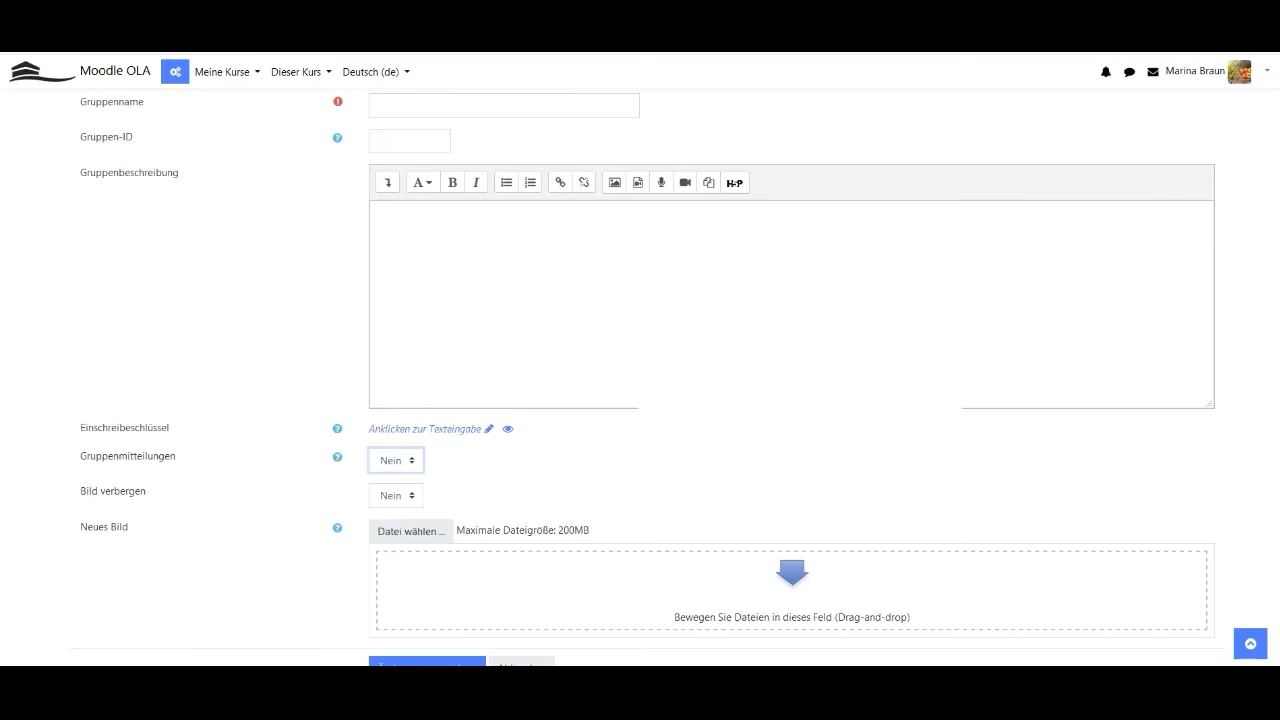 Moodle OLA Meine Kurse Dieser Kurs Deutsch (de) Marina Braun
Gruppenname
Gruppen-ID
Gruppenbeschreibung
A B I H-P
Einschreibeschlüssel Anklicken zur Texteingabe
Gruppenmitteilungen Nein
Bild verbergen Nein
Neues Bild Datei wählen ... Maximale Dateigröße: 200MB
Bewegen Sie Dateien in dieses Feld (Drag-and-drop)